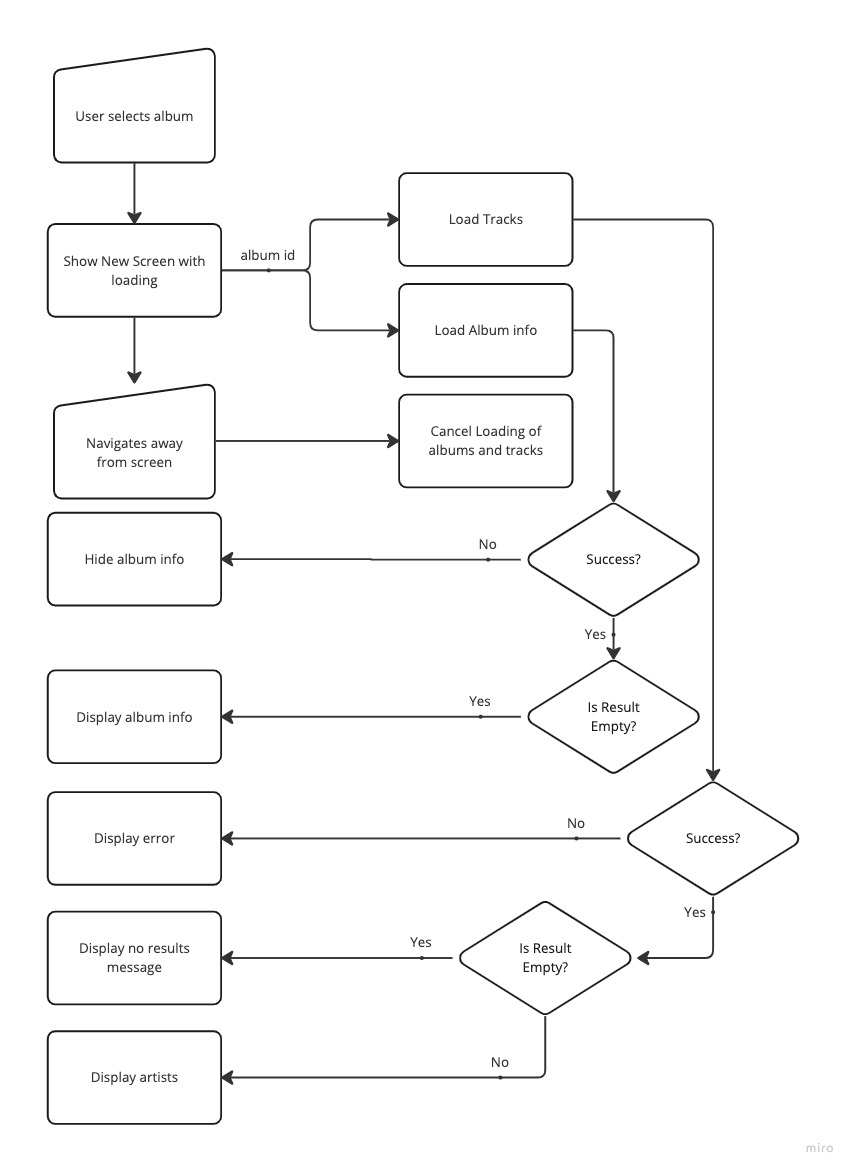 User selects album
album id
Show New Screen with
loading
Load Tracks
Load Album info
Navigates away
from screen
Cancel Loading of
albums and tracks
Hide album info
No
Success?
Yes
Display album info
Yes
Is Result
Empty?
Display error
No
Success?
Yes
Display no results
message
Yes
Is Result
Empty?
No
Display artists
miro